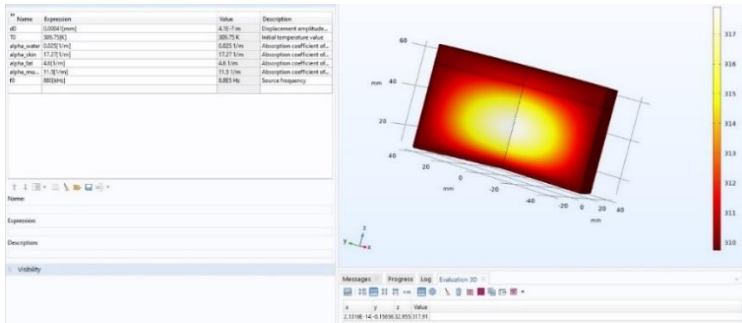 Name Expression Value Description
d0 0.00041[mm] 4.1E-7 m Displacement amplitude...
T0 309.75[K] 309.75 K Initial temperature value
alpha_water 0.025[1/m] 0.025 1/m Absorption coefficient of...
alpha_skin 17.27[1/m] 17.27 1/m Absorption coefficient of...
alpha_fat 4.6[1/m] 4.6 1/m Absorption coefficient of...
alpha_mu... 11.5[1/m] 11.5 1/m Absorption coefficient of...
f0 Source frequency
Name:
Expression:
Description:
Visibility
60
mm 40
20
40
20
0
mm
-20
-40
-20 0 20 40
mm
317
316
315
314
313
312
311
310
z
y x
Messages Progress Log Evaluation 3D
x y z Value
317.91